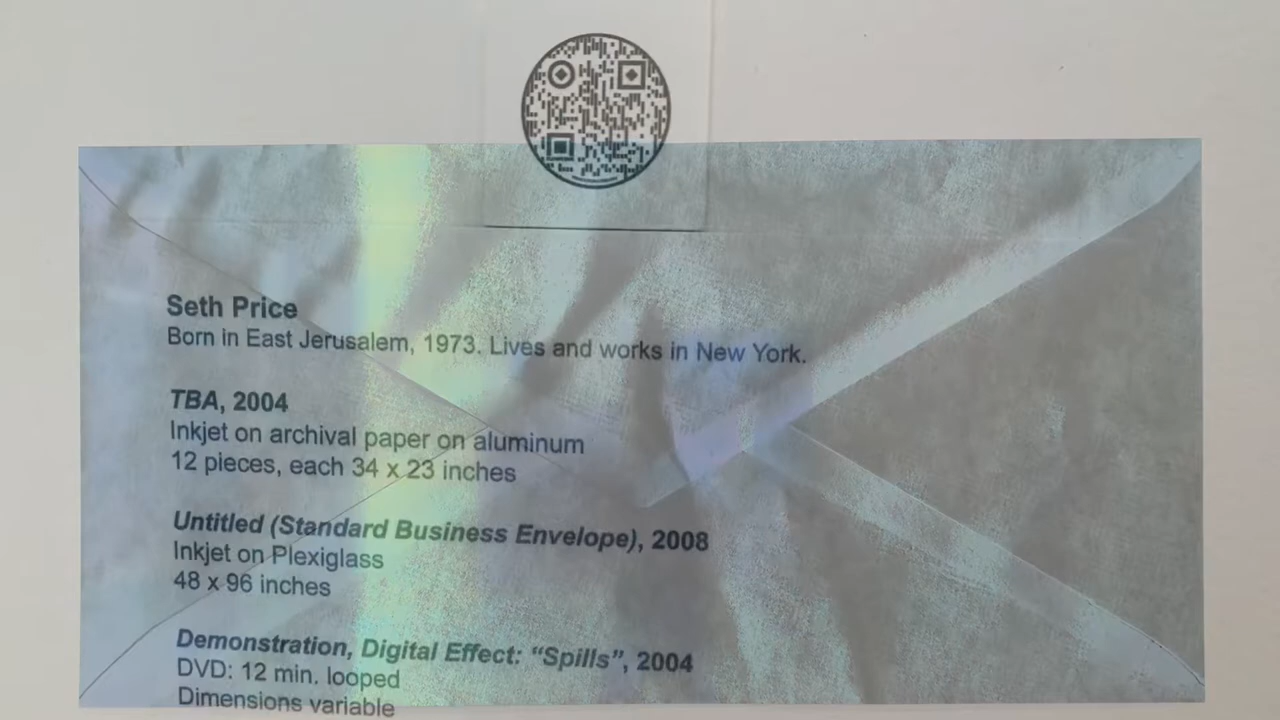 Seth Price
Born in East Jerusalem, 1973. Lives and works in New York.
TBA, 2004
Inkjet on archival paper on aluminum
12 pieces, each 34 x 23 inches
Untitled (Standard Business Envelope), 2008
Inkjet on Plexiglass
48 x 96 inches
Demonstration, Digital Effect: “Spills”, 2004
DVD: 12 min. looped
Dimensions variable